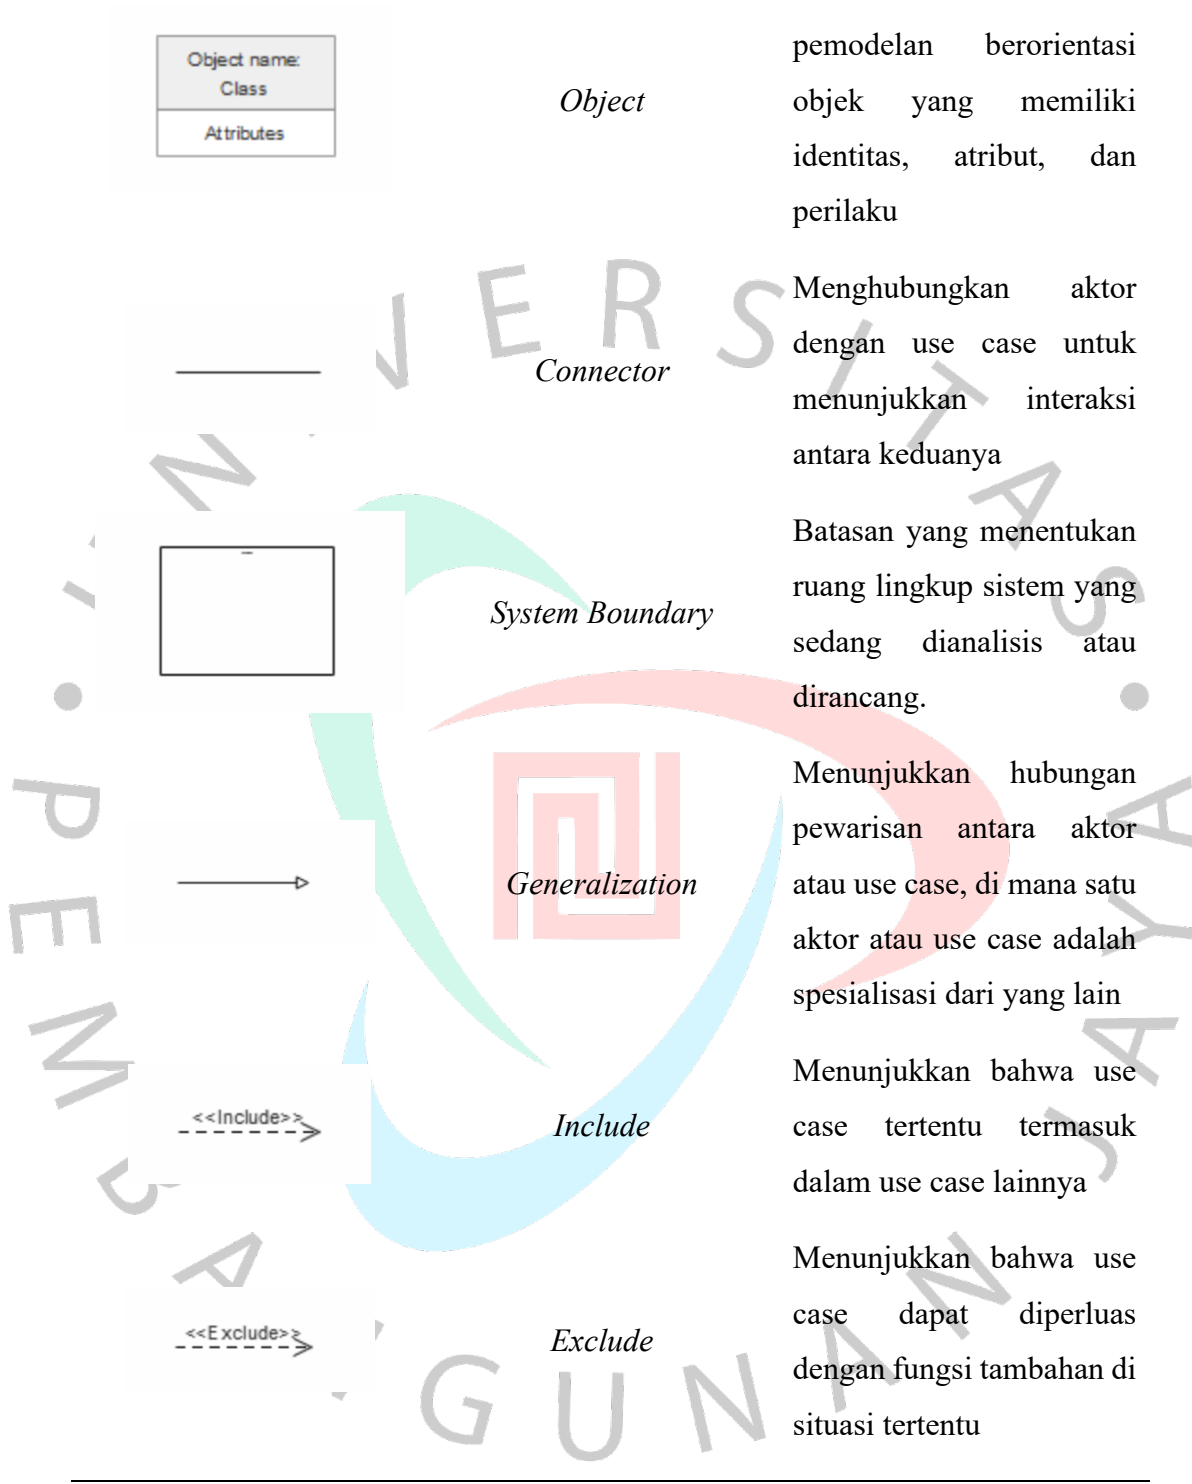 Object name:
Class
Attributes
Object
pemodelan berorientasi
objek yang memiliki
identitas, atribut, dan
perilaku
Connector
Menghubungkan aktor
dengan use case untuk
menunjukkan interaksi
antara keduanya
System Boundary
Batasan yang menentukan
ruang lingkup sistem yang
sedang dianalisis atau
dirancang.
Generalization
Menunjukkan hubungan
pewarisan antara aktor
atau use case, di mana satu
aktor atau use case adalah
spesialisasi dari yang lain
<<Include>>
Include
Menunjukkan bahwa use
case tertentu termasuk
dalam use case lainnya
<<Exclude>>
Exclude
Menunjukkan bahwa use
case dapat diperluas
dengan fungsi tambahan di
situasi tertentu